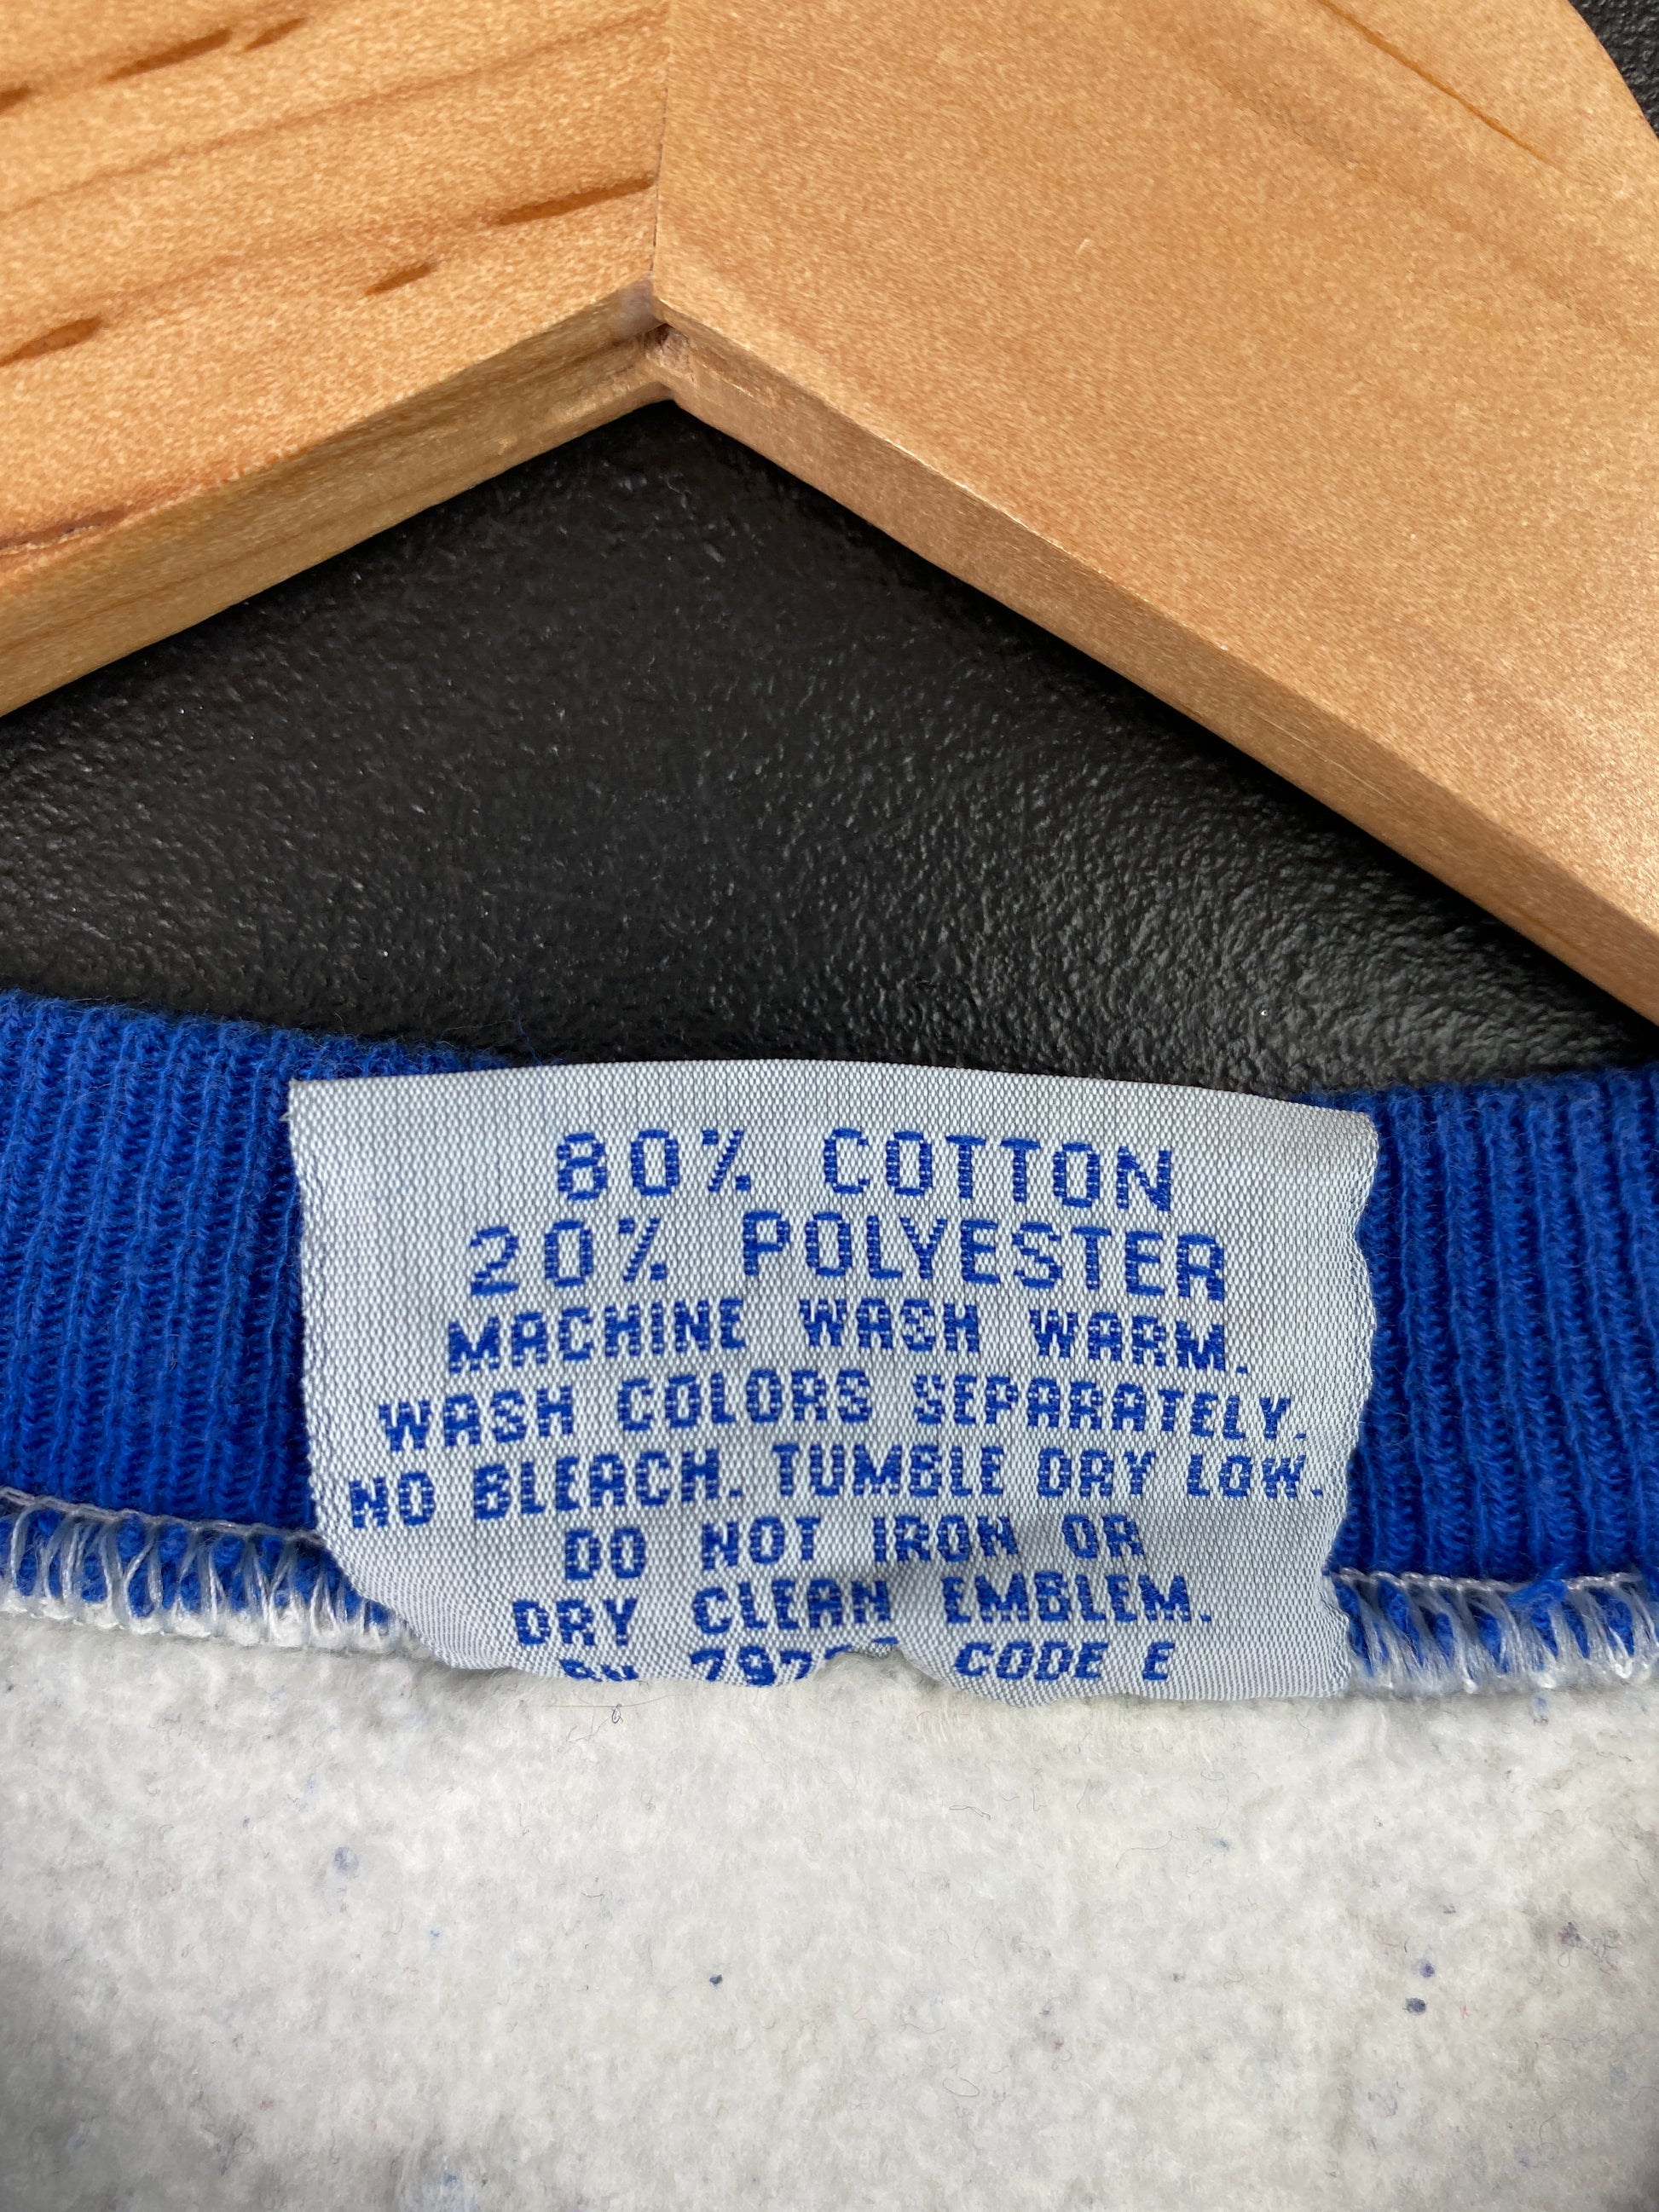 80% COTTON
20% POLYESTER
MACHINE WASH WARM.
WASH COLORS SEPARATELY.
NO BLEACH. TUMBLE DRY LOW.
DO NOT IRON OR
DRY CLEAN EMBLEM.
CODE E